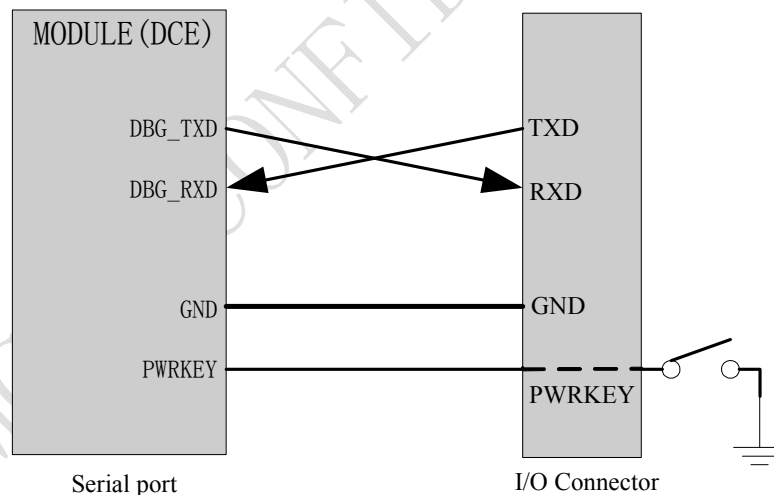 MODULE(DCE)
DBG_TXD
TXD
DBG_RXD
RXD
GND
GND
PWRKEY
PWRKEY
Serial port
I/O Connector